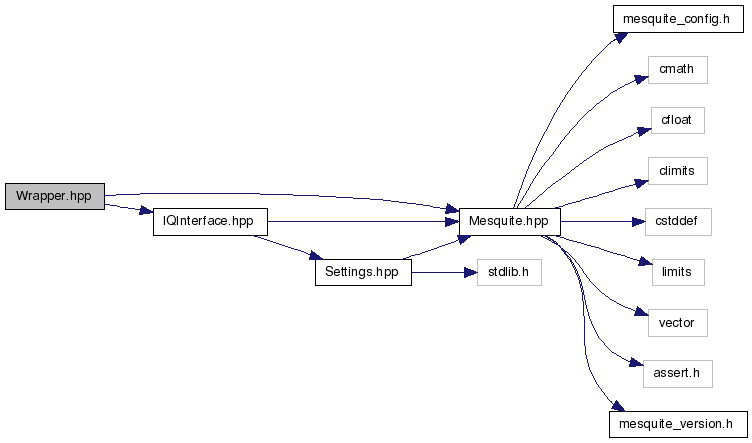 mesquite_config.h
cmath
cfloat
climits
Wrapper.hpp
IQInterface.hpp
Mesquite.hpp
cstddef
Settings.hpp
stdlib.h
limits
vector
assert.h
mesquite_version.h